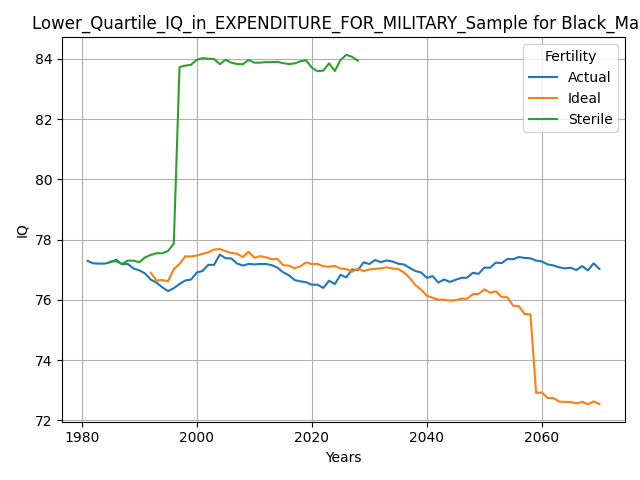 Lower_Quartile_IQ_in_EXPENDITURE_FOR_MILITARY_Sample for Black_Ma
Fertility
Actual
Ideal
Sterile
84
82
80
78
76
74
72
IQ
1980
2000
2020
2040
2060
Years